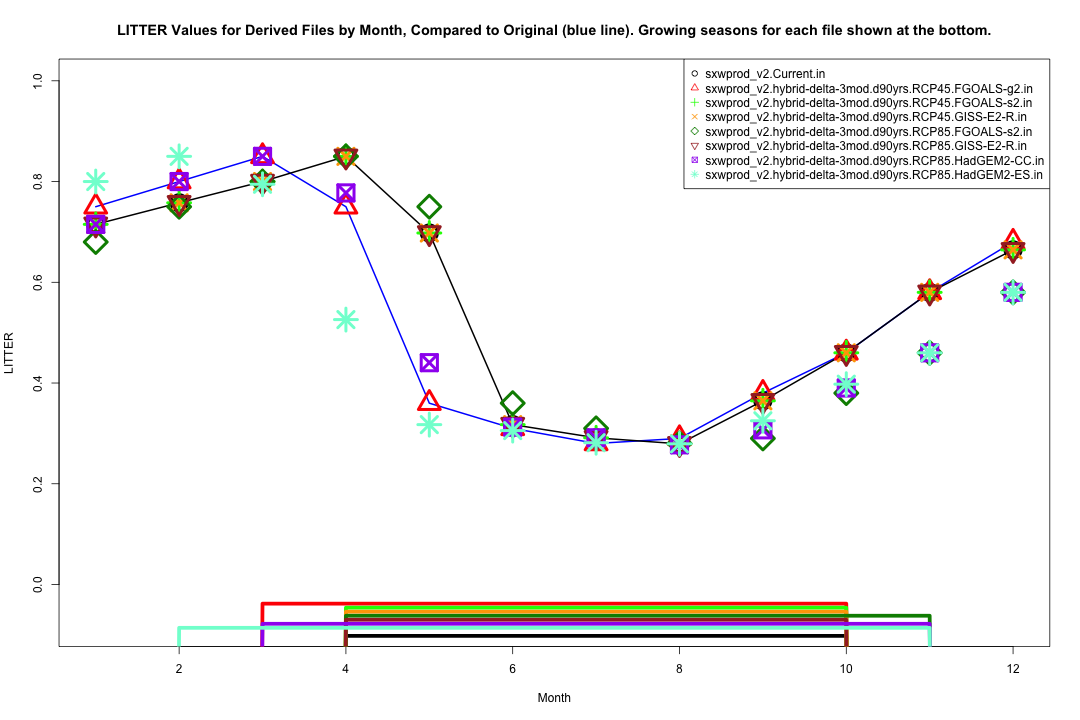 LITTER Values for Derived Files by Month, Compared to Original (blue line). Growing seasons for each file shown at the bottom.
sxwprod_v2.Current.in
sxwprod_v2.hybrid-delta-3mod.d90yrs.RCP45.FGOALS-g2.in
sxwprod_v2.hybrid-delta-3mod.d90yrs.RCP45.FGOALS-s2.in
sxwprod_v2.hybrid-delta-3mod.d90yrs.RCP45.GISS-E2-R.in
sxwprod_v2.hybrid-delta-3mod.d90yrs.RCP85.FGOALS-s2.in
sxwprod_v2.hybrid-delta-3mod.d90yrs.RCP85.GISS-E2-R.in
sxwprod_v2.hybrid-delta-3mod.d90yrs.RCP85.HadGEM2-CC.in
sxwprod_v2.hybrid-delta-3mod.d90yrs.RCP85.HadGEM2-ES.in
1.0
0.8
0.6
0.4
0.2
0.0
LITTER
2 4 6 8 10 12
Month